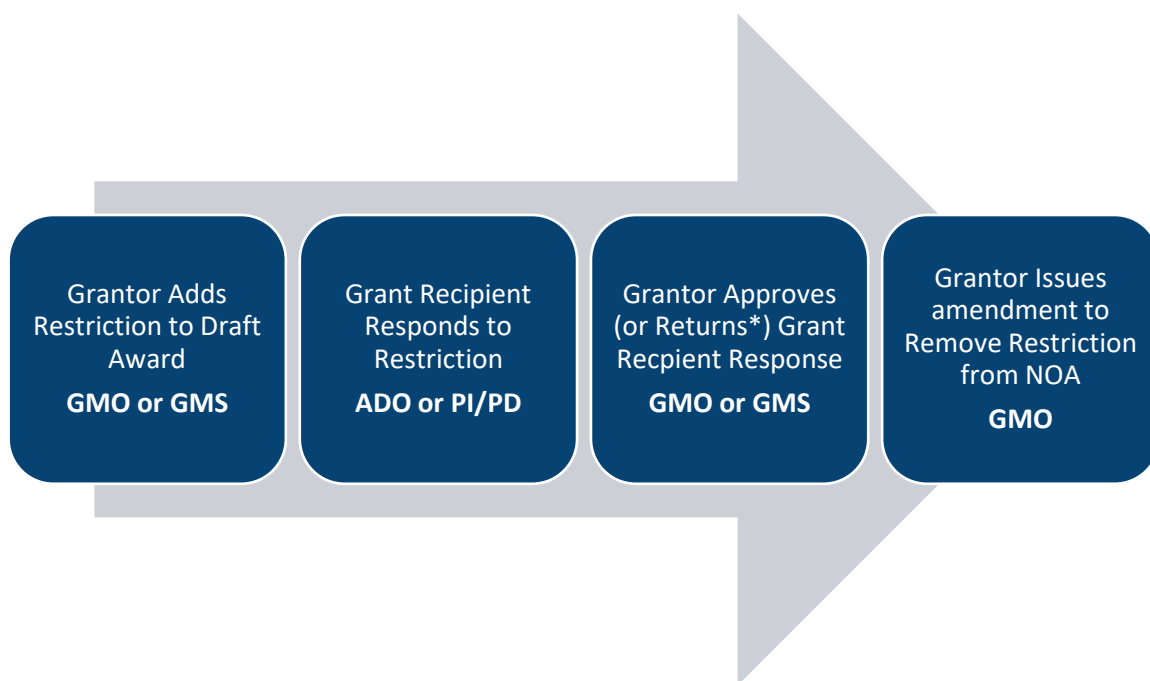 Grantor Adds
Restriction to Draft
Award
GMO or GMS
Grant Recipient
Responds to
Restriction
ADO or PI/PD
Grantor Approves
(or Returns*) Grant
Recpient Response
GMO or GMS
Grantor Issues
amendment to
Remove Restriction
from NOA
GMO